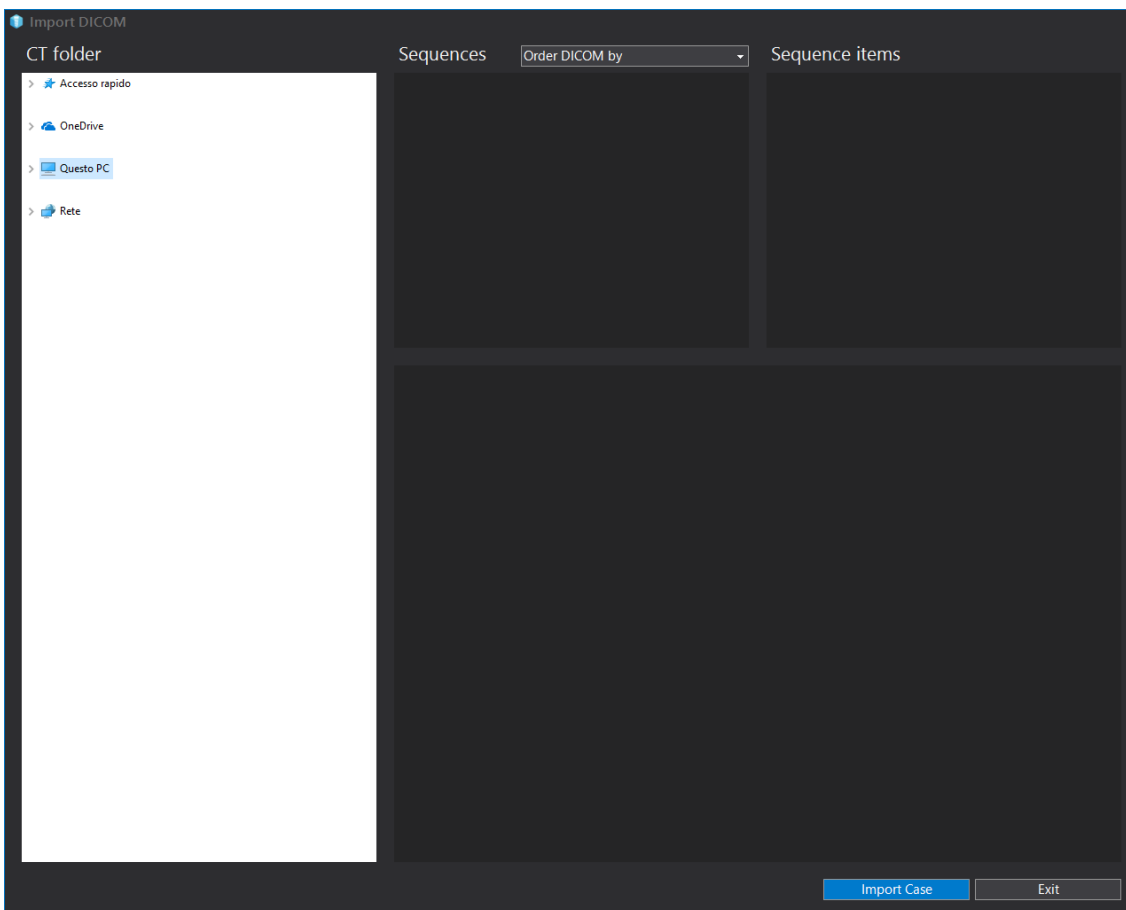 Import DICOM
CT folder
Sequences
Order DICOM by
Sequence items
Accesso rapido
OneDrive
Questo PC
Rete
Import Case
Exit